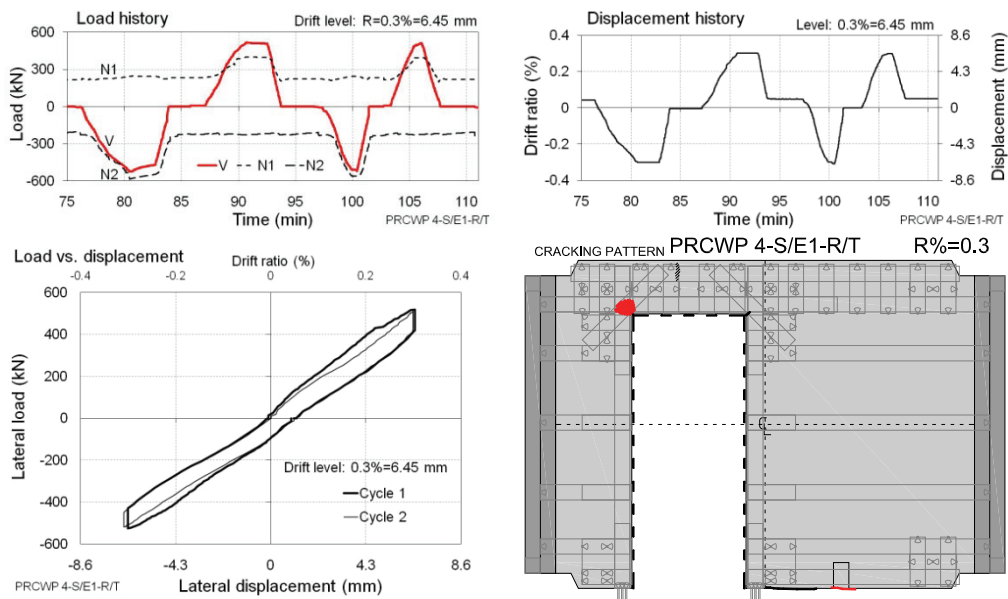 Load history
Drift level: R=0.3%=6.45 mm
600
300
0
-300
-600
Load (kN)
N1
V
N2
V N1 N2
75 80 85 90 95 100 105 110
Time (min)
PRCWP 4-S/E1-R/T
Displacement history
Level: 0.3%=6.45 mm
0.4
0.2
0
-0.2
-0.4
Drift ratio (%)
8.6
4.3
0
-4.3
-8.6
Displacement (mm)
75 80 85 90 95 100 105 110
Time (min)
PRCWP 4-S/E1-R/T
Load vs. displacement
Drift ratio (%)
-0.4 -0.2 0 0.2 0.4
600
400
200
0
-200
-400
-600
Lateral load (kN)
Drift level: 0.3%=6.45 mm
Cycle 1
Cycle 2
-8.6 -4.3 0 4.3 8.6
PRCWP 4-S/E1-R/T
Lateral displacement (mm)
CRACKING PATTERN PRCWP 4-S/E1-R/T R%=0.3